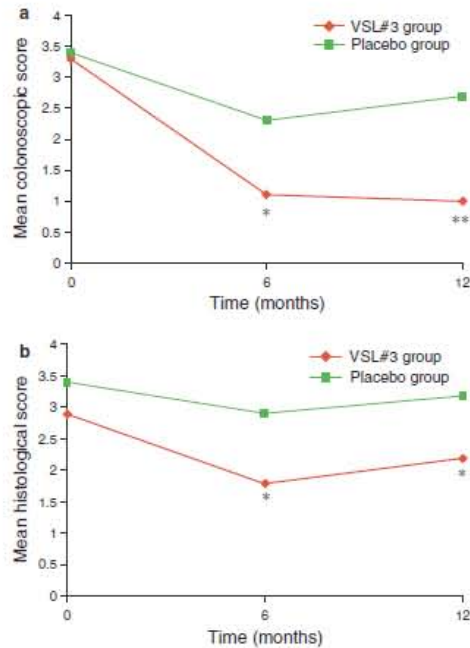 a
VSL#3 group
Placebo group
Mean colonoscopic score
4
3.5
3
2.5
2
1.5
1
0.5
0
*
**
0 6 12
Time (months)
b
VSL#3 group
Placebo group
Mean histological score
4
3.5
3
2.5
2
1.5
1
0.5
0
*
*
0 6 12
Time (months)